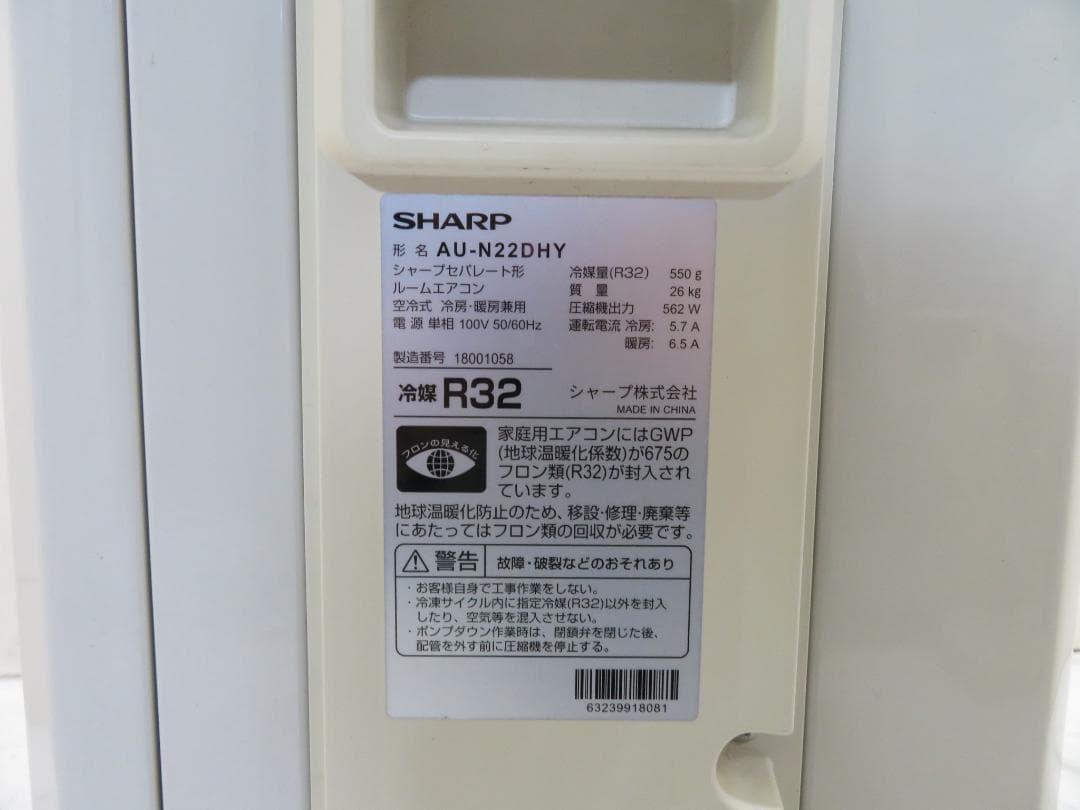 SHARP
形 名 AU-N22DHY
シャープセパレート形
ルームエアコン
空冷式 冷房・暖房兼用
電 源 単相 100V 50/60Hz
冷媒量(R32) 550 g
質 量 26 kg
圧縮機出力 562 W
運転電流 冷房: 5.7 A
暖房: 6.5 A
製造番号 18001058
冷媒 R32
シャープ株式会社
MADE IN CHINA
フロンの見える化
家庭用エアコンにはGWP
(地球温暖化係数)が675の
フロン類(R32)が封入され
ています。
地球温暖化防止のため、移設・修理・廃棄等
にあたってはフロン類の回収が必要です。
警告 故障・破裂などのおそれあり
・お客様自身で工事作業をしない。
・冷凍サイクル内に指定冷媒(R32)以外を封入
したり、空気等を混入させない。
・ポンプダウン作業時は、閉鎖弁を閉じた後、
配管を外す前に圧縮機を停止する。
63239918081